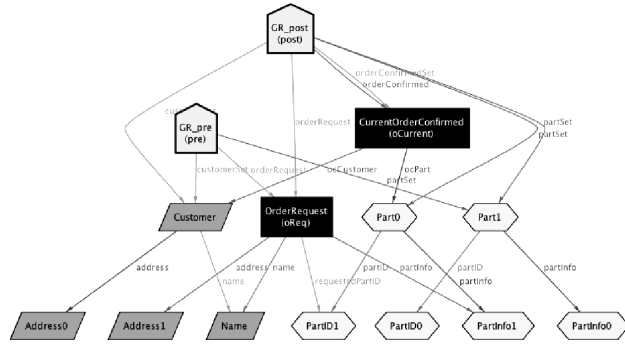 GR_post
(post)
orderConfirmedSet
orderConfirmed
customerSet
GR_pre
(pre)
orderRequest
CurrentOrderConfirmed
(oCurrent)
partSet
partSet
customerSet
orderRequest
ocCustomer
ocPart
partSet
Customer
OrderRequest
(oReq)
Part0
Part1
address
name
address
name
requestedPartID
partID
partInfo
partInfo
partID
partInfo
Address0
Address1
Name
PartID1
PartID0
PartInfo1
PartInfo0